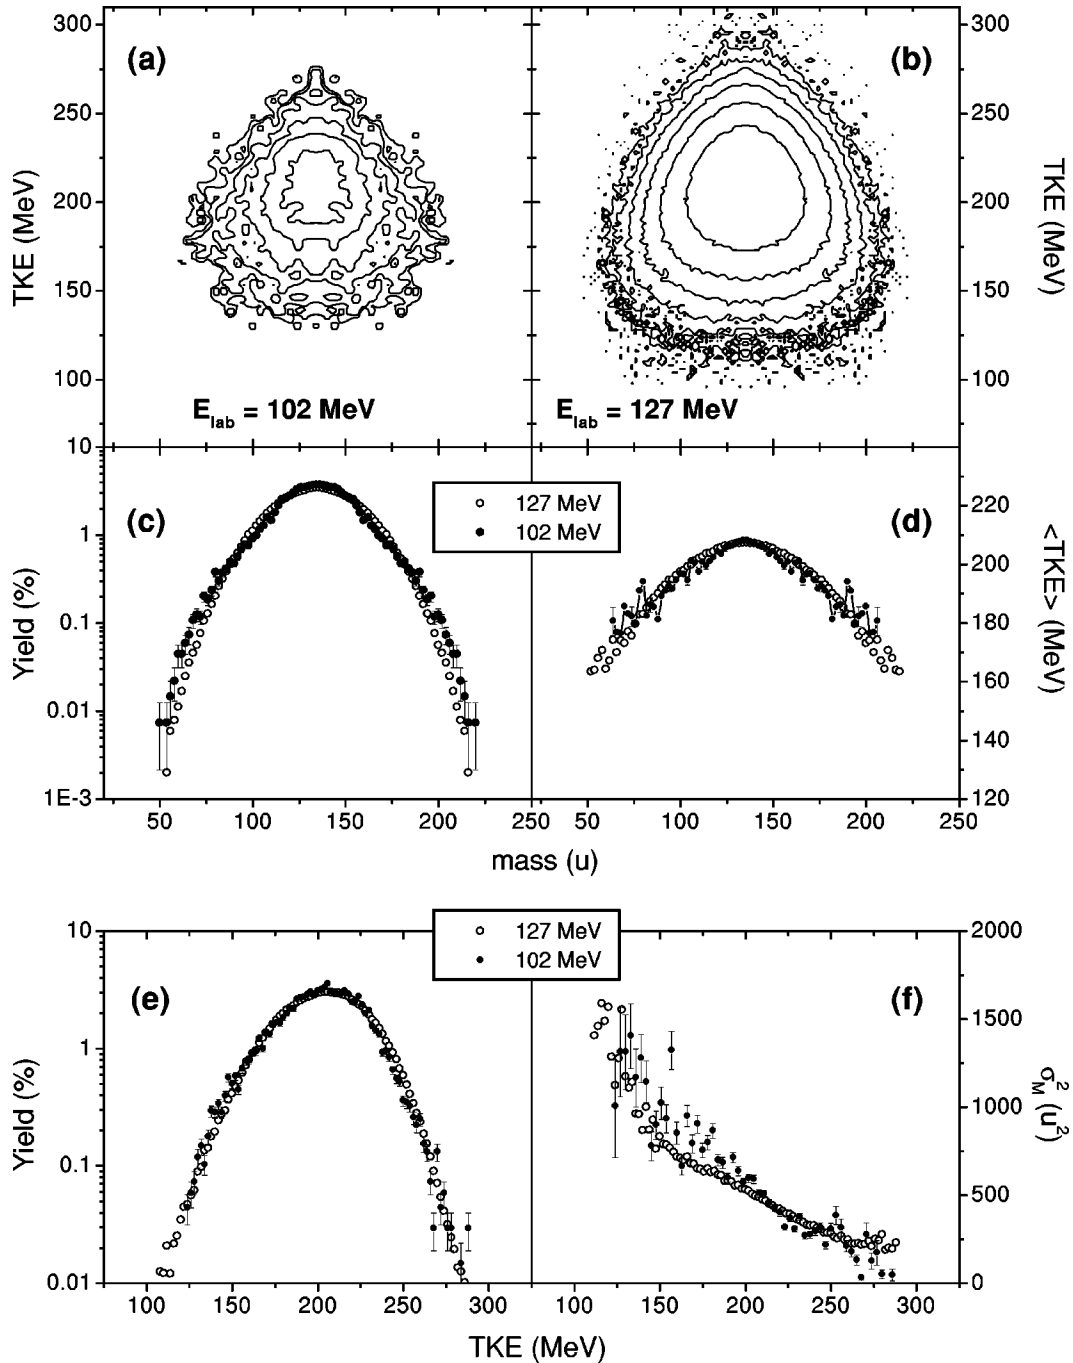 300
250
200
150
100
TKE (MeV)
(a)
E_lab = 102 MeV
(b)
E_lab = 127 MeV
300
250
200
150
100
TKE (MeV)
10
1
0.1
0.01
1E-3
Yield (%)
(c)
127 MeV
102 MeV
(d)
220
200
180
160
140
120
<TKE> (MeV)
50 100 150 200 250 50 100 150 200 250
mass (u)
10
1
0.1
0.01
Yield (%)
(e)
127 MeV
102 MeV
(f)
2000
1500
1000
500
0
σ²_M (u²)
100 150 200 250 300 100 150 200 250 300
TKE (MeV)